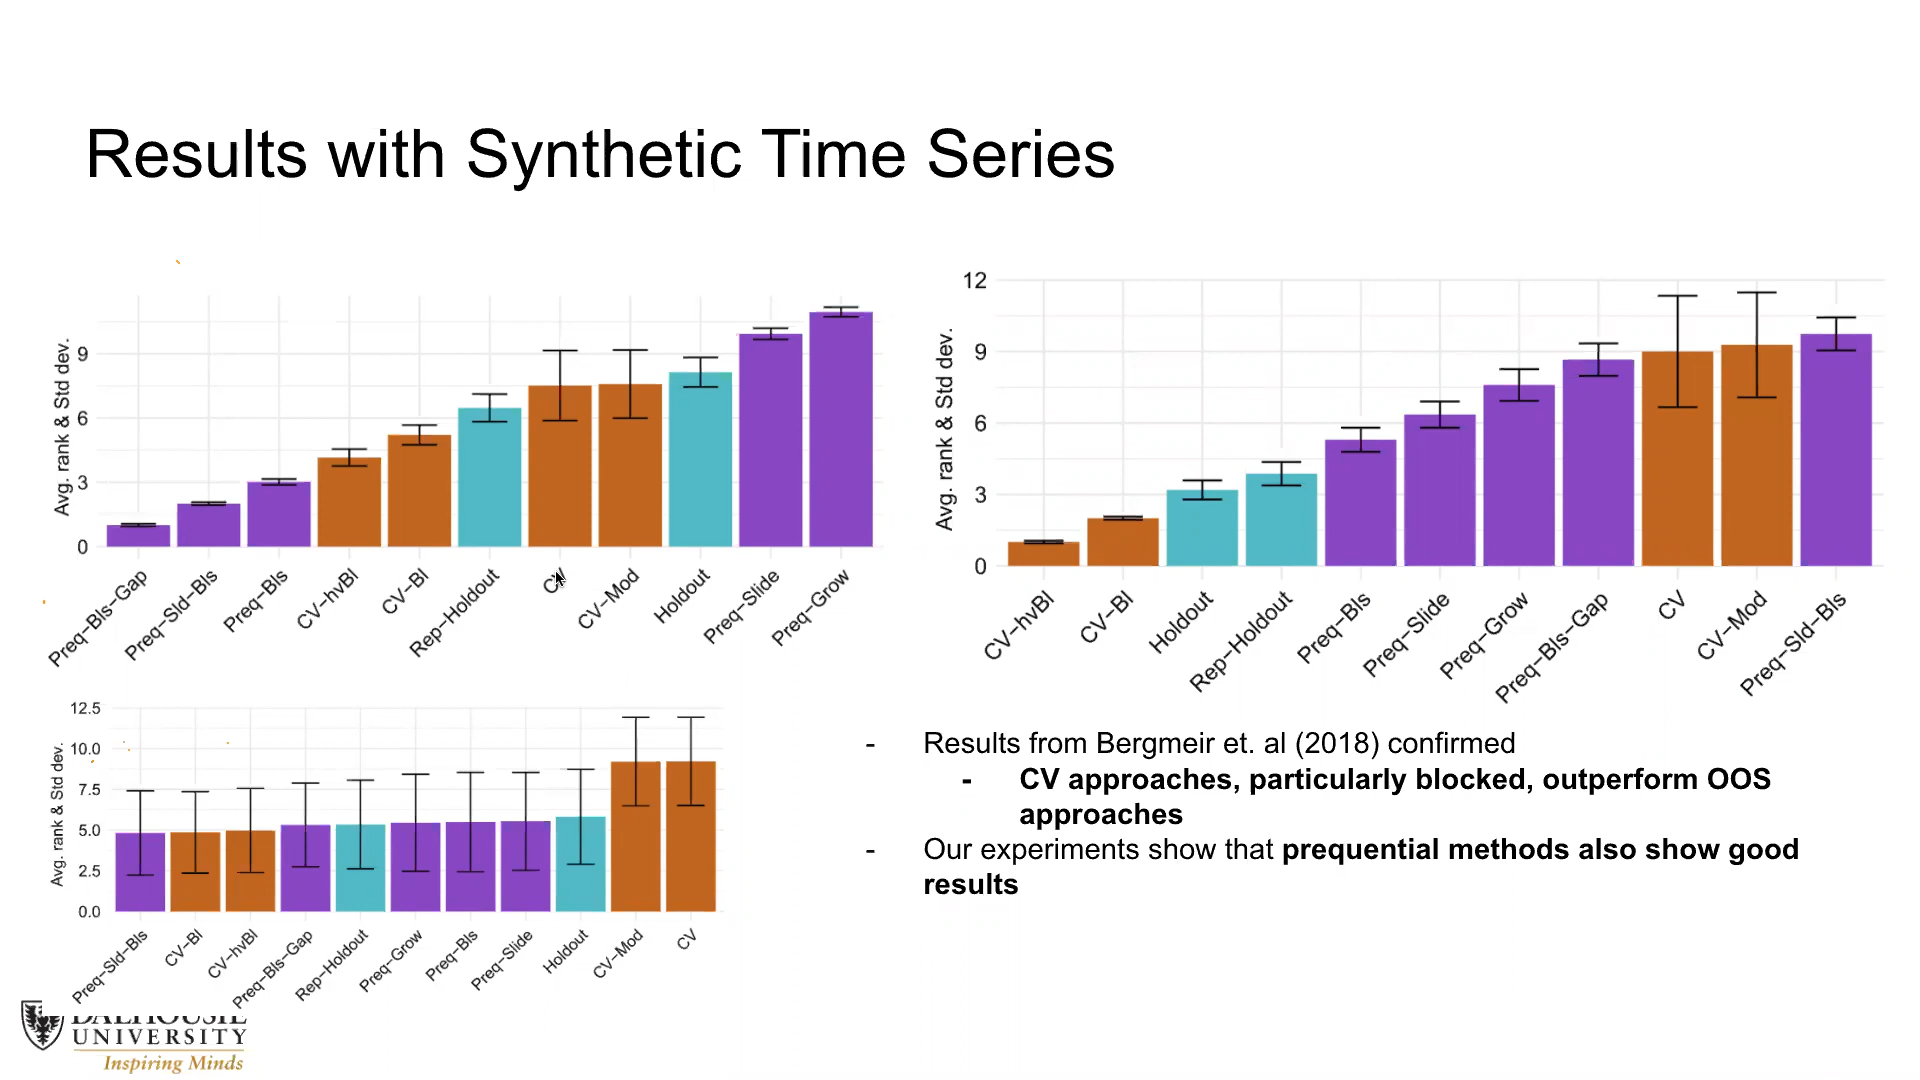 Results with Synthetic Time Series
Avg. rank & Std dev.
9
6
3
0
Preq−Bls−Gap
Preq−Sld−Bls
Preq−Bls
CV−hvBl
CV−Bl
Rep−Holdout
CV
CV−Mod
Holdout
Preq−Slide
Preq−Grow
Avg. rank & Std dev.
12
9
6
3
0
CV−hvBl
CV−Bl
Holdout
Rep−Holdout
Preq−Bls
Preq−Slide
Preq−Grow
Preq−Bls−Gap
CV
CV−Mod
Preq−Sld−Bls
Avg. rank & Std dev.
12.5
10.0
7.5
5.0
2.5
0.0
Preq−Sld−Bls
CV−Bl
CV−hvBl
Preq−Bls−Gap
Rep−Holdout
Preq−Grow
Preq−Bls
Preq−Slide
Holdout
CV−Mod
CV
- Results from Bergmeir et. al (2018) confirmed
- CV approaches, particularly blocked, outperform OOS
approaches
- Our experiments show that prequential methods also show good
results
DALHOUSIE
UNIVERSITY
Inspiring Minds